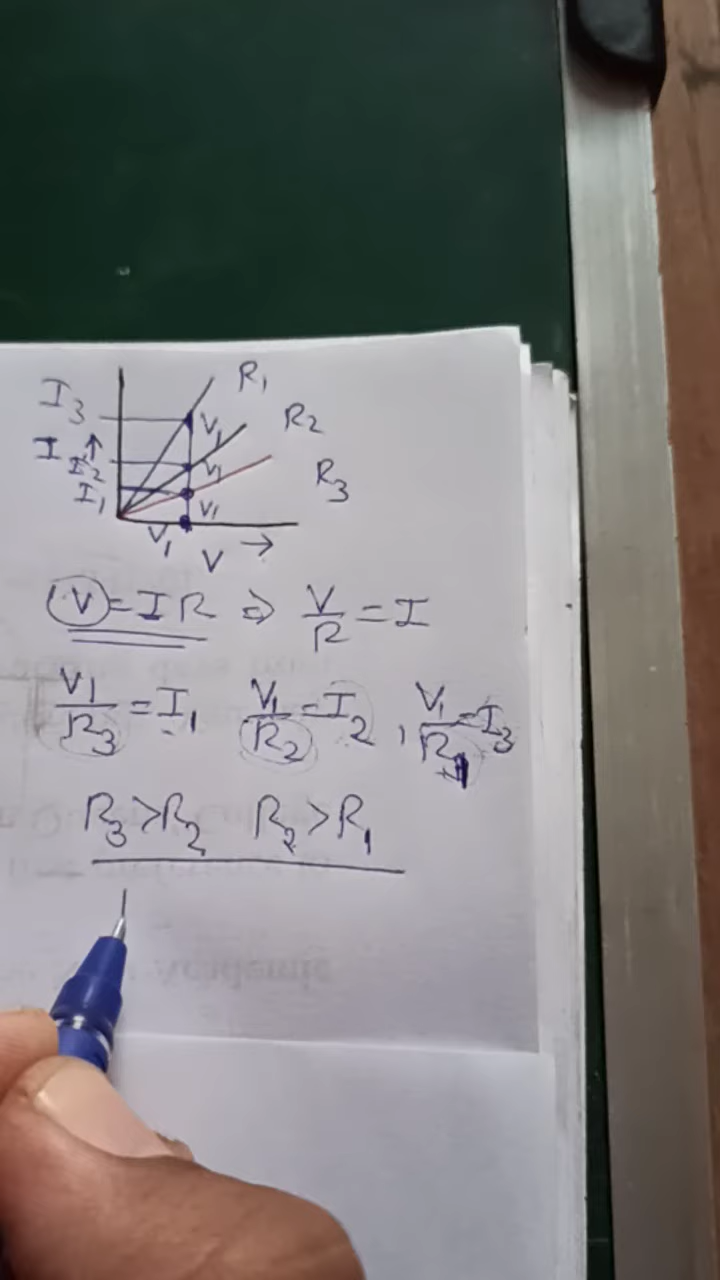 R1
I3
V1
R2
I
I2
V1
R3
I1
V1
V1
V →
V = IR ⇒ V/R = I
V1/R3 = I1 V1/R2 = I2 , V1/R1 = I3
R3 > R2 R2 > R1